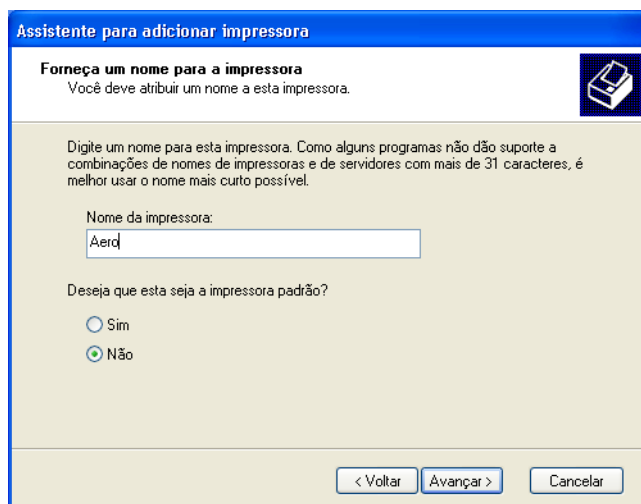 Assistente para adicionar impressora
Forneça um nome para a impressora
Você deve atribuir um nome a esta impressora.
Digite um nome para esta impressora. Como alguns programas não dão suporte a
combinações de nomes de impressoras e de servidores com mais de 31 caracteres, é
melhor usar o nome mais curto possível.
Nome da impressora:
Aero
Deseja que esta seja a impressora padrão?
Sim
Não
< Voltar Avançar > Cancelar